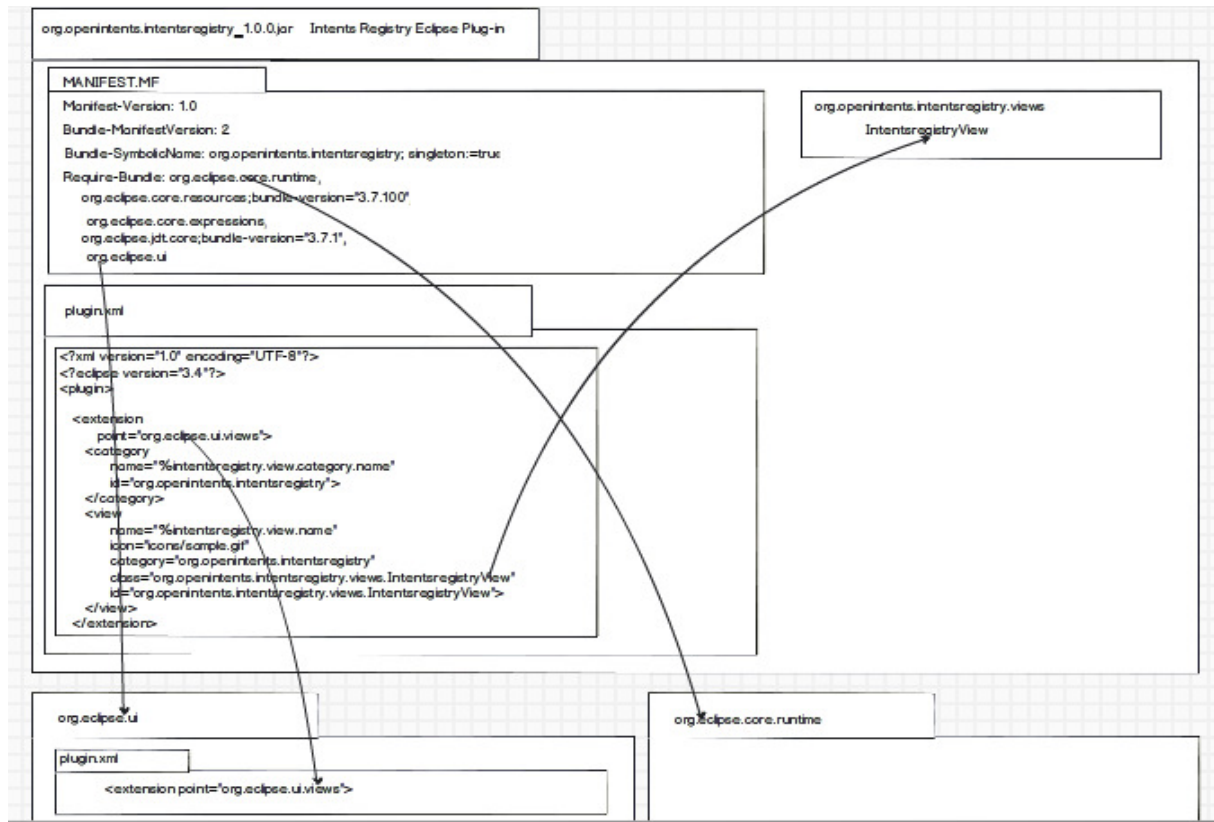 org.openintents.intentsregistry_1.0.0.jar Intents Registry Eclipse Plug-in
MANIFEST.MF
Manifest-Version: 1.0
Bundle-ManifestVersion: 2
Bundle-SymbolicName: org.openintents.intentsregistry; singleton:=true
Require-Bundle: org.eclipse.core.runtime,
org.eclipse.core.resources;bundle-version="3.7.100"
org.eclipse.core.expressions,
org.eclipse.jdt.core;bundle-version="3.7.1",
org.eclipse.ui
org.openintents.intentsregistry.views
IntentsregistryView
plugin.xml
<?xml version="1.0" encoding="UTF-8"?>
<?eclipse version="3.4"?>
<plugin>
<extension
point="org.eclipse.ui.views">
<category
name="%intentsregistry.view.category.name"
id="org.openintents.intentsregistry">
</category>
<view
name="%intentsregistry.view.name"
icon="icons/sample.gif"
category="org.openintents.intentsregistry"
class="org.openintents.intentsregistry.views.IntentsregistryView"
id="org.openintents.intentsregistry.views.IntentsregistryView">
</view>
</extension>
org.eclipse.ui
plugin.xml
<extension point="org.eclipse.ui.views">
org.eclipse.core.runtime